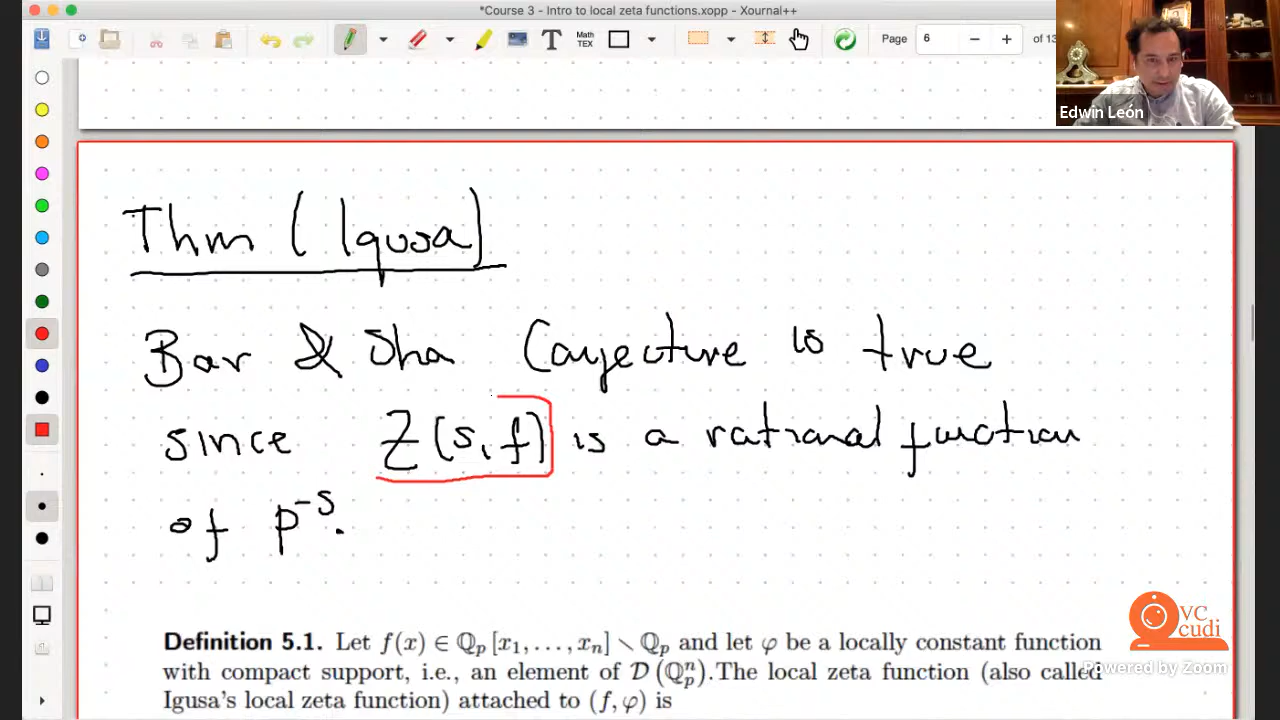 *Course 3 - Intro to local zeta functions.xopp - Xournal++
Math
TEX
Page 6 of 13
Edwin León
Thm (Igusa)
Bar & Sha Conjecture is true
since Z(s, f) is a rational function
of p^{-s}.
Definition 5.1. Let f(x) ∈ ℚ_p [x_1, . . . , x_n] ∖ ℚ_p and let φ be a locally constant function
with compact support, i.e., an element of 𝒟(ℚ_p^n).The local zeta function (also called
Igusa's local zeta function) attached to (f, φ) is
VC
cudi
Powered by Zoom